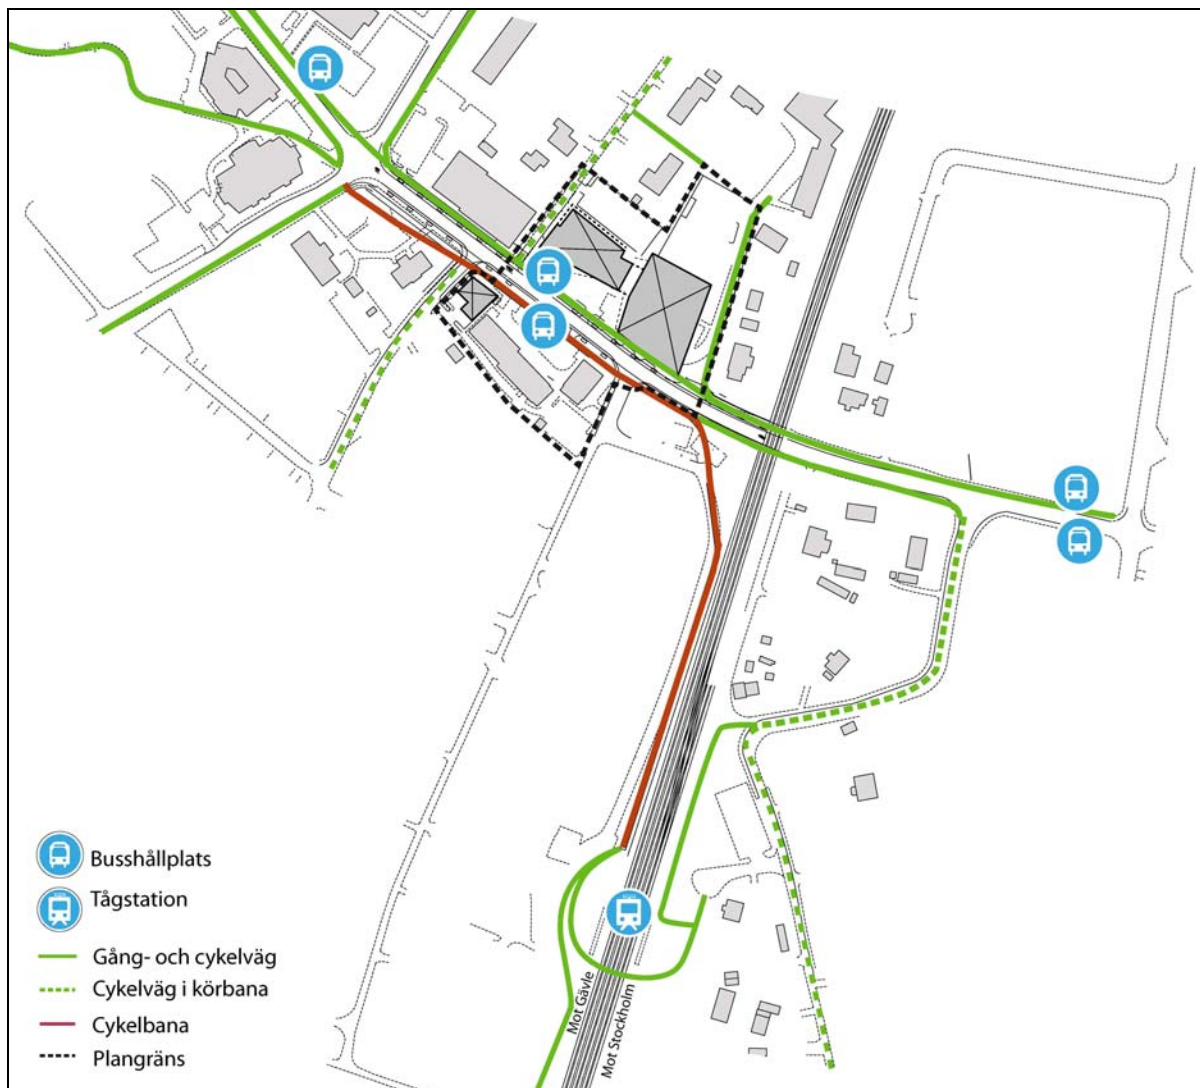 Busshållplats
Tågstation
Gång- och cykelväg
Cykelväg i körbana
Cykelbana
Plangräns
Mot Gävle
Mot Stockholm